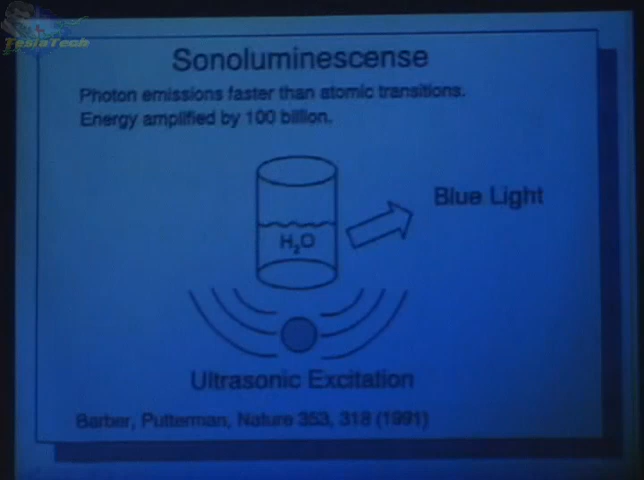 TeslaTech
Sonoluminescense
Photon emissions faster than atomic transitions.
Energy amplified by 100 billion.
Blue Light
H₂O
Ultrasonic Excitation
Barber, Putterman, Nature 353, 318 (1991)